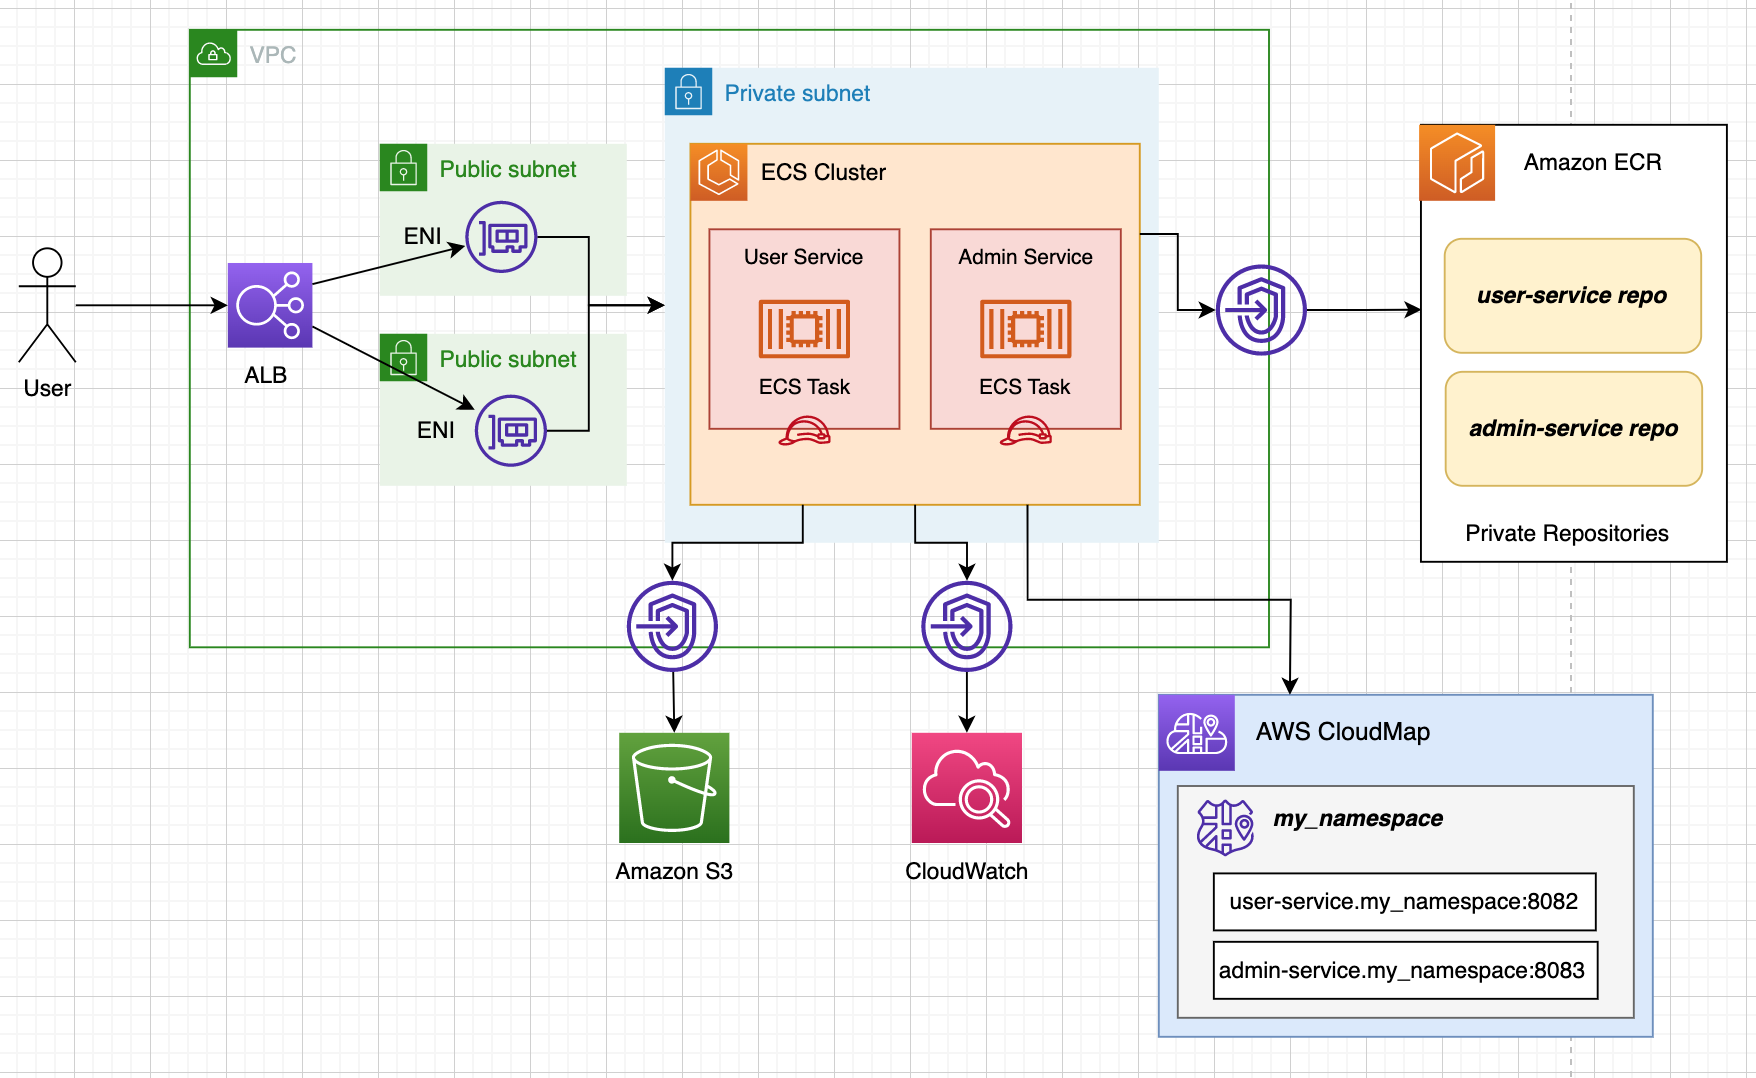 VPC
Private subnet
Public subnet
ENI
Public subnet
ENI
User
ALB
ECS Cluster
User Service
ECS Task
Admin Service
ECS Task
Amazon ECR
user-service repo
admin-service repo
Private Repositories
Amazon S3
CloudWatch
AWS CloudMap
my_namespace
user-service.my_namespace:8082
admin-service.my_namespace:8083